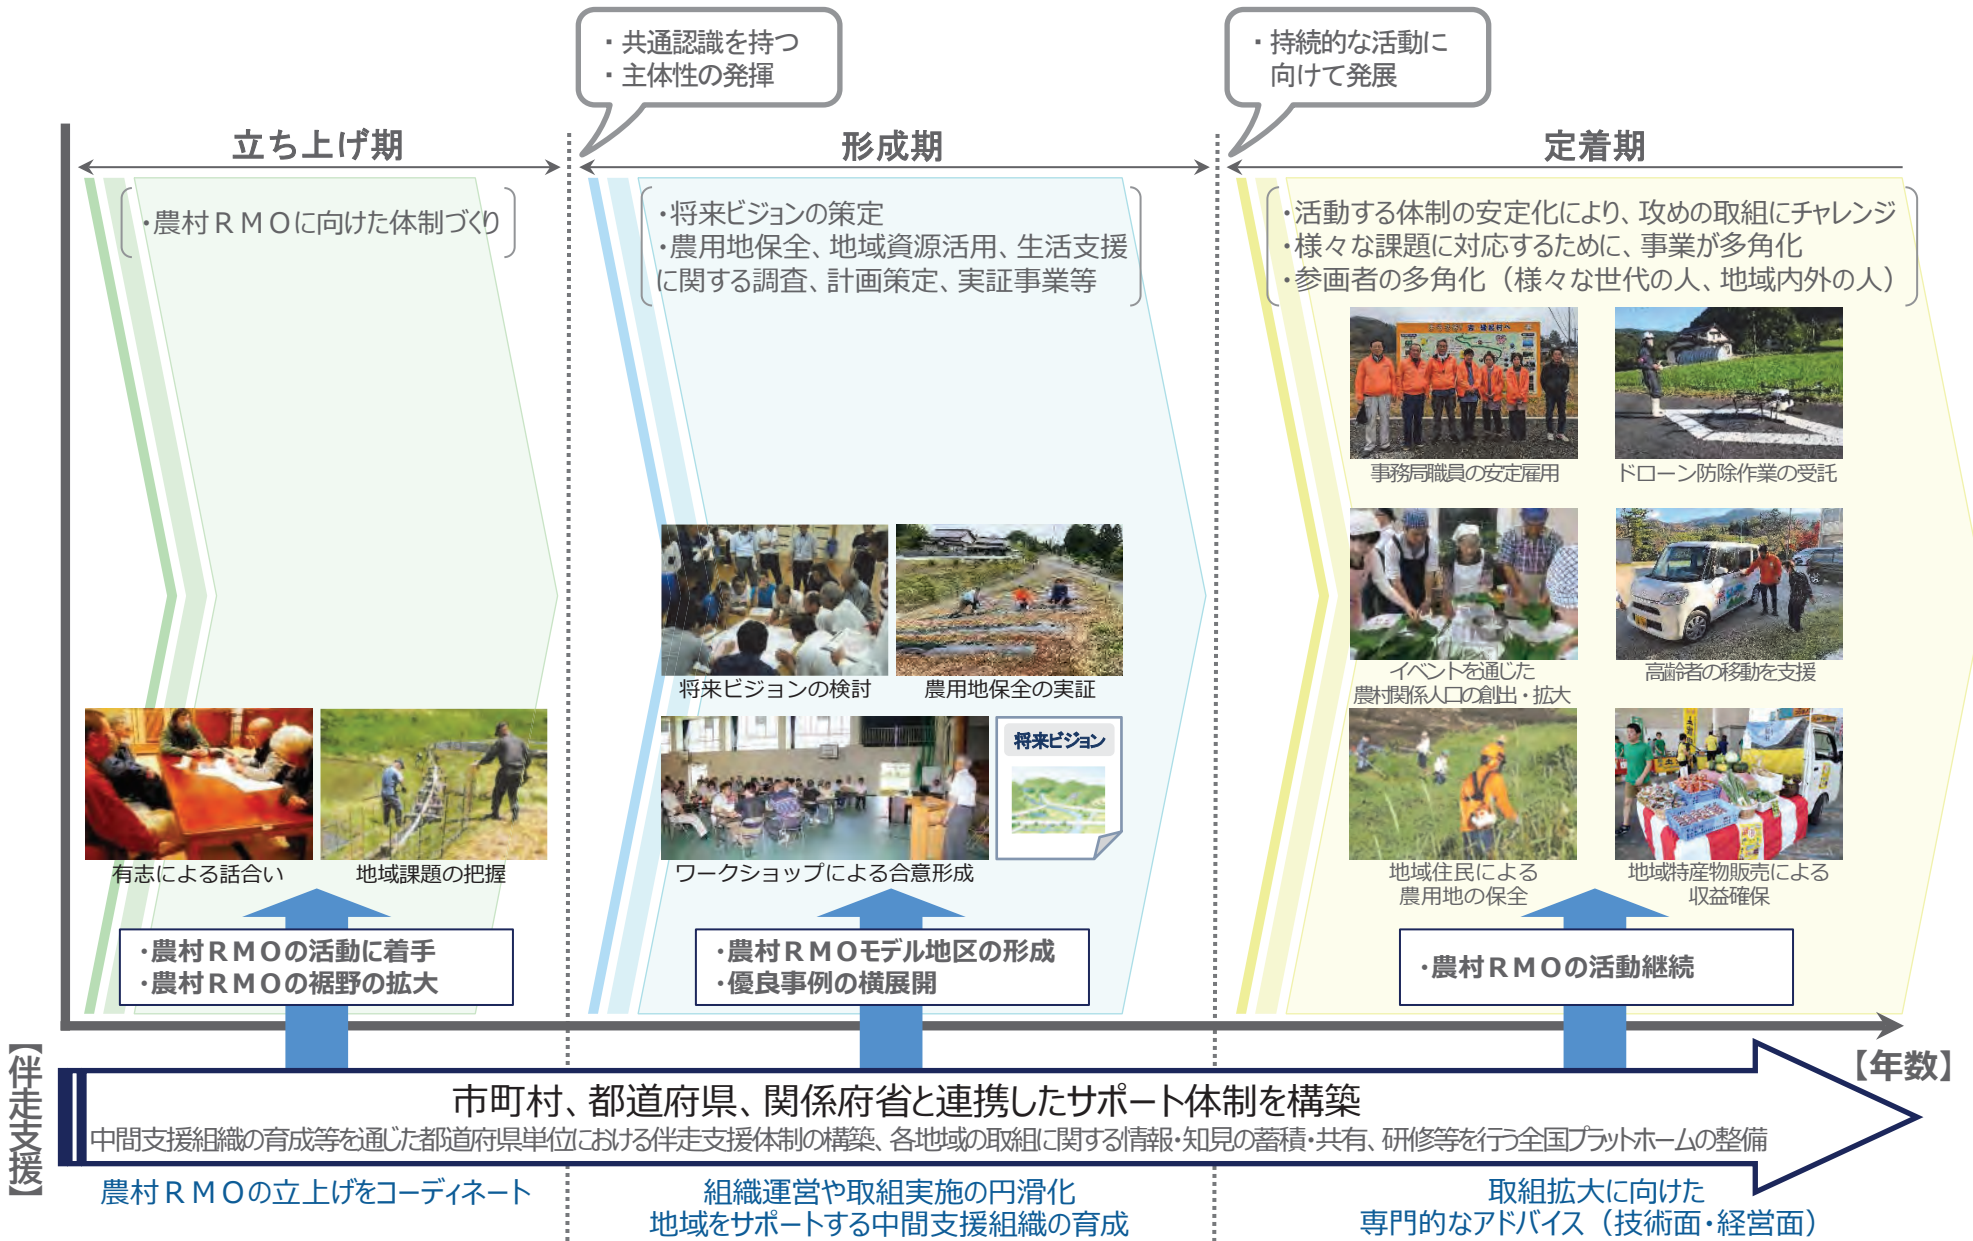 ・共通認識を持つ
・主体性の発揮
・持続的な活動に
向けて発展
立ち上げ期
形成期
定着期
・農村ＲＭＯに向けた体制づくり
・将来ビジョンの策定
・農用地保全、地域資源活用、生活支援
に関する調査、計画策定、実証事業等
・活動する体制の安定化により、攻めの取組にチャレンジ
・様々な課題に対応するために、事業が多角化
・参画者の多角化（様々な世代の人、地域内外の人）
事務局職員の安定雇用
ドローン防除作業の受託
将来ビジョンの検討
農用地保全の実証
イベントを通じた
農村関係人口の創出・拡大
高齢者の移動を支援
将来ビジョン
有志による話合い
地域課題の把握
ワークショップによる合意形成
地域住民による
農用地の保全
地域特産物販売による
収益確保
・農村ＲＭＯの活動に着手
・農村ＲＭＯの裾野の拡大
・農村ＲＭＯモデル地区の形成
・優良事例の横展開
・農村ＲＭＯの活動継続
【年数】
【伴走支援】
市町村、都道府県、関係府省と連携したサポート体制を構築
中間支援組織の育成等を通じた都道府県単位における伴走支援体制の構築、各地域の取組に関する情報・知見の蓄積・共有、研修等を行う全国プラットホームの整備
農村ＲＭＯの立上げをコーディネート
組織運営や取組実施の円滑化
地域をサポートする中間支援組織の育成
取組拡大に向けた
専門的なアドバイス（技術面・経営面）